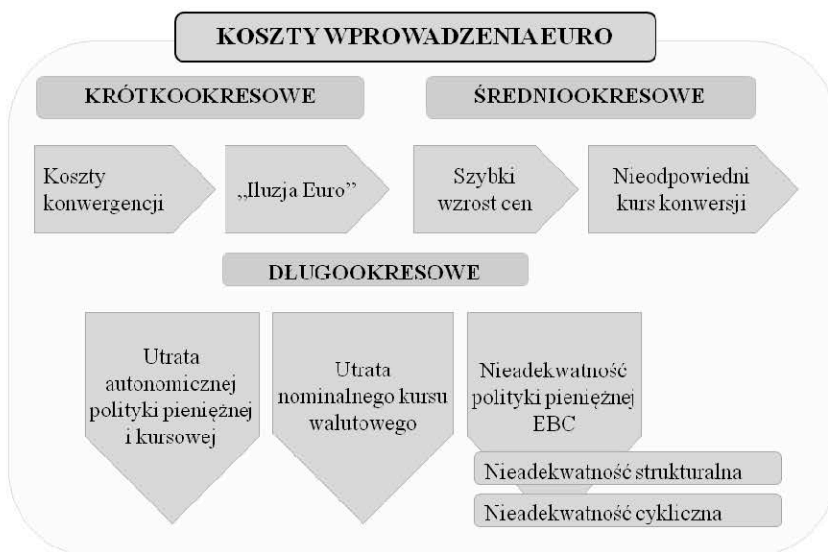 KOSZTY WPROWADZENIA EURO
KRÓTKOOKRESOWE
ŚREDNIOOKRESOWE
Koszty
konwergencji
„Iluzja Euro”
Szybki
wzrost cen
Nieodpowiedni
kurs konwersji
DŁUGOOKRESOWE
Utrata
autonomicznej
polityki pieniężnej
i kursowej
Utrata
nominalnego kursu
walutowego
Nieadekwatność
polityki pieniężnej
EBC
Nieadekwatność strukturalna
Nieadekwatność cykliczna